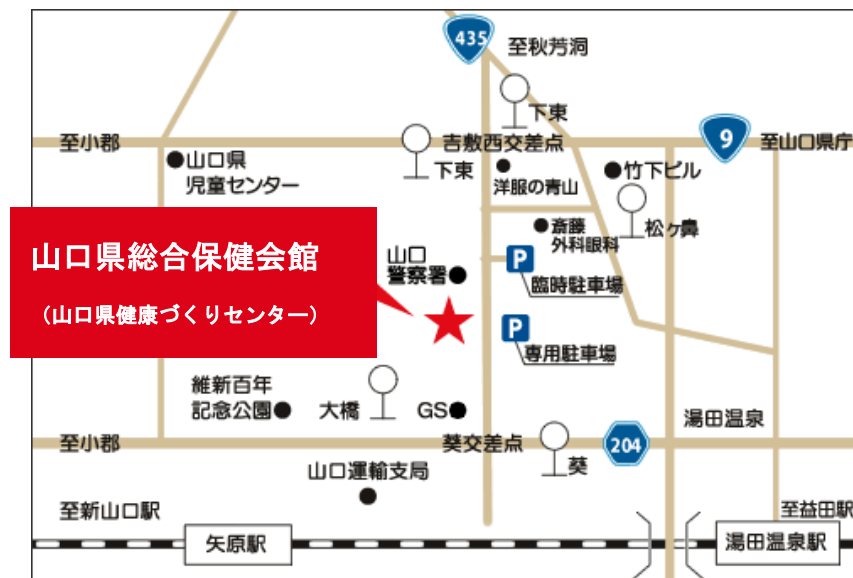 435
至秋芳洞
下東
至小郡
吉敷西交差点
9
至山口県庁
山口県
児童センター
下東
洋服の青山
竹下ビル
斎藤
外科眼科
松ヶ鼻
山口県総合保健会館
（山口県健康づくりセンター）
山口
警察署
P
臨時駐車場
P
専用駐車場
維新百年
記念公園
大橋
GS
湯田温泉
至小郡
葵交差点
204
葵
山口運輸支局
至新山口駅
至益田駅
矢原駅
湯田温泉駅